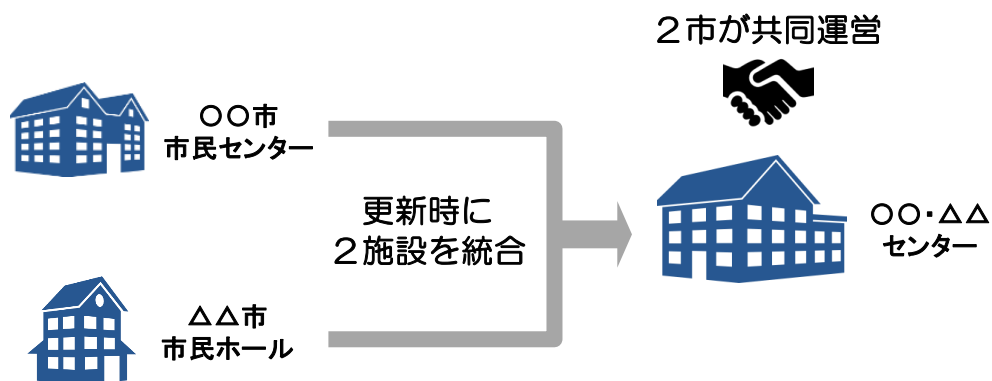 ２市が共同運営
〇〇市
市民センター
更新時に
２施設を統合
〇〇・△△
センター
△△市
市民ホール